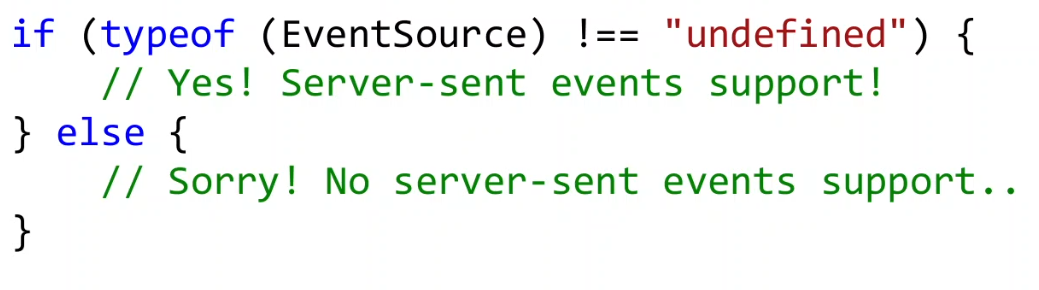 if (typeof (EventSource) !== "undefined") {
    // Yes! Server-sent events support!
} else {
    // Sorry! No server-sent events support..
}